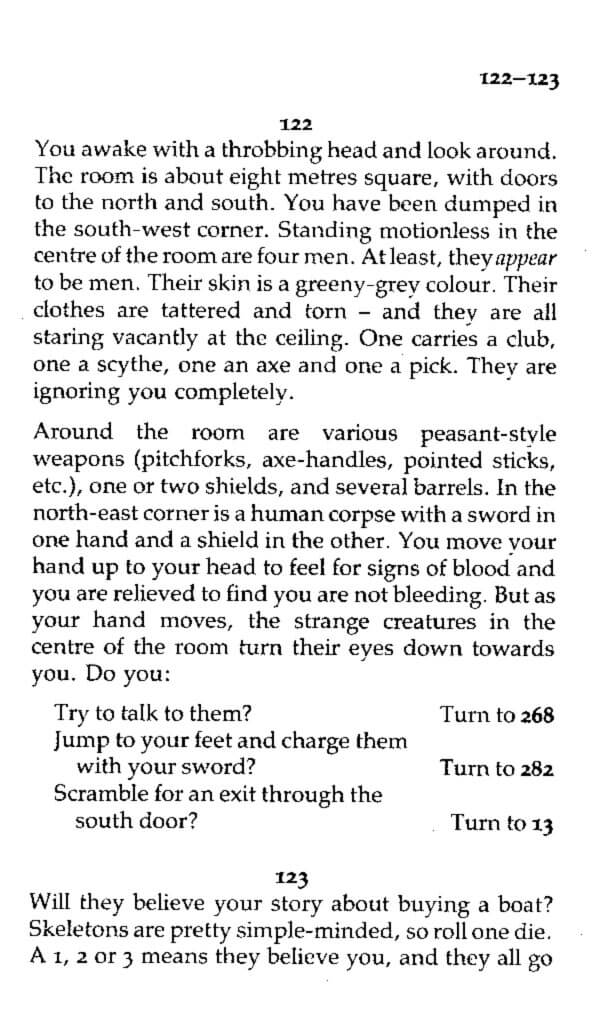 122–123
122
You awake with a throbbing head and look around.
The room is about eight metres square, with doors
to the north and south. You have been dumped in
the south-west corner. Standing motionless in the
centre of the room are four men. At least, they appear
to be men. Their skin is a greeny-grey colour. Their
clothes are tattered and torn – and they are all
staring vacantly at the ceiling. One carries a club,
one a scythe, one an axe and one a pick. They are
ignoring you completely.
Around the room are various peasant-style
weapons (pitchforks, axe-handles, pointed sticks,
etc.), one or two shields, and several barrels. In the
north-east corner is a human corpse with a sword in
one hand and a shield in the other. You move your
hand up to your head to feel for signs of blood and
you are relieved to find you are not bleeding. But as
your hand moves, the strange creatures in the
centre of the room turn their eyes down towards
you. Do you:
Try to talk to them? Turn to 268
Jump to your feet and charge them
with your sword? Turn to 282
Scramble for an exit through the
south door? Turn to 13
123
Will they believe your story about buying a boat?
Skeletons are pretty simple-minded, so roll one die.
A 1, 2 or 3 means they believe you, and they all go